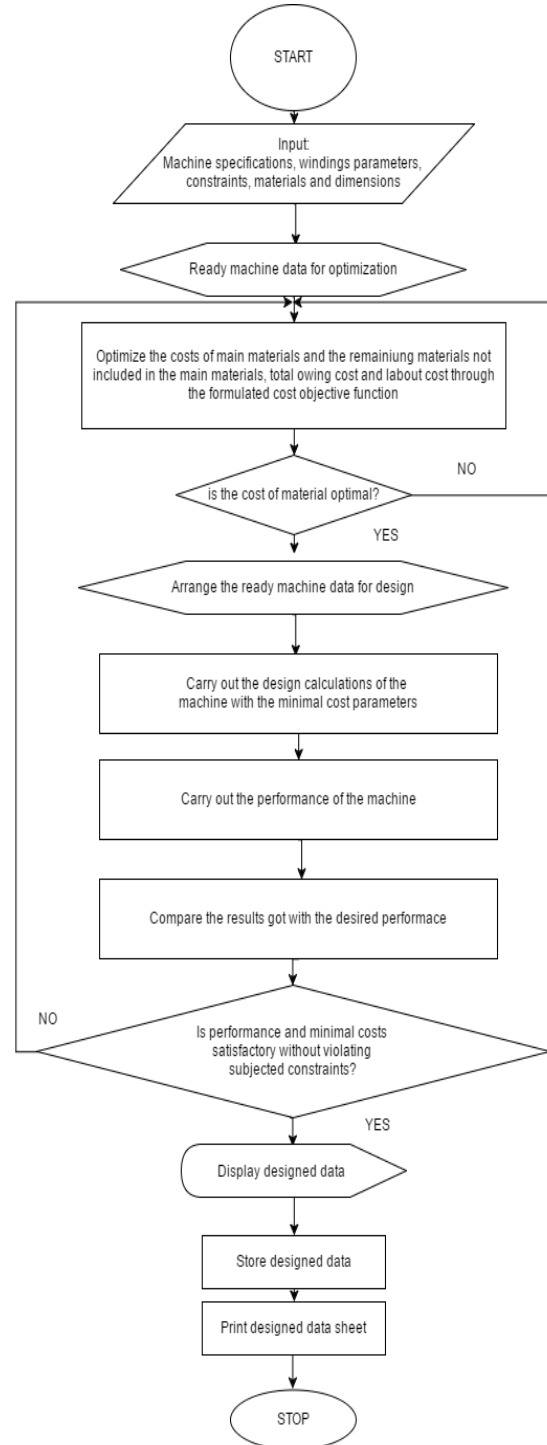 START
Input:
Machine specifications, windings parameters,
constraints, materials and dimensions
Ready machine data for optimization
Optimize the costs of main materials and the remainiung materials not
included in the main materials, total owing cost and labout cost through
the formulated cost objective function
is the cost of material optimal?
NO
YES
Arrange the ready machine data for design
Carry out the design calculations of the
machine with the minimal cost parameters
Carry out the performance of the machine
Compare the results got with the desired performace
NO
Is performance and minimal costs
satisfactory without violating
subjected constraints?
YES
Display designed data
Store designed data
Print designed data sheet
STOP